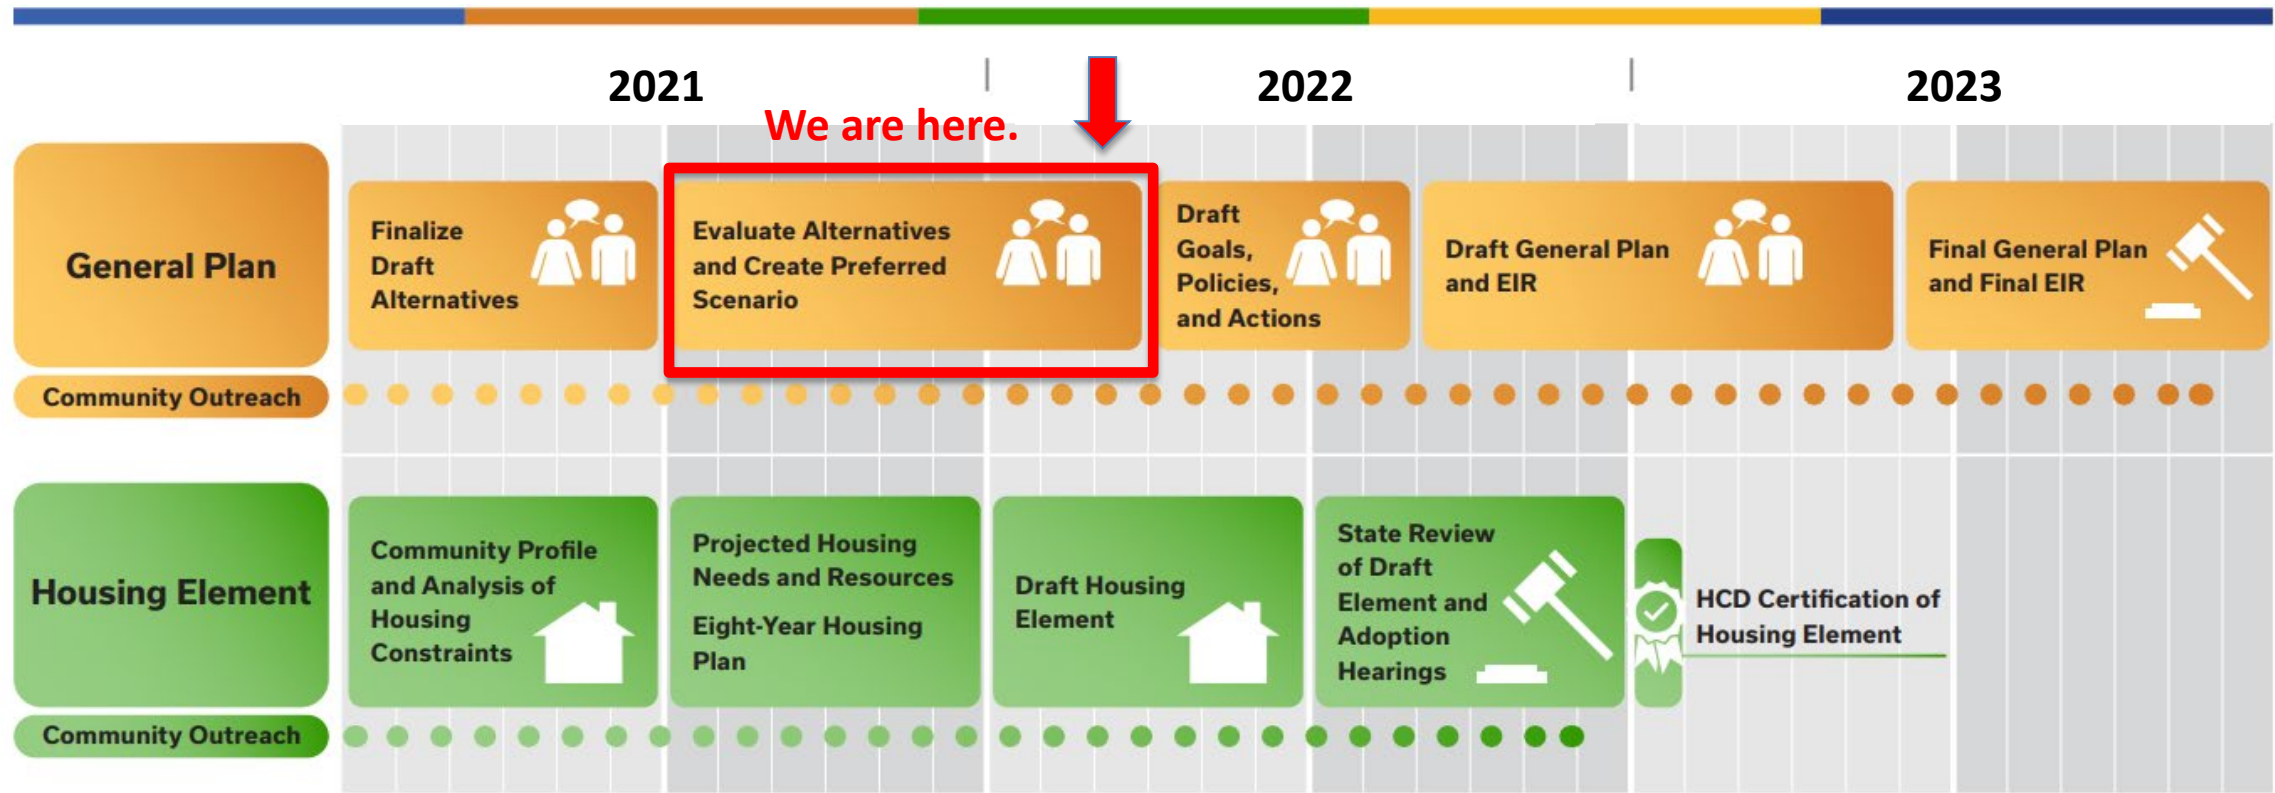 2021
2022
2023
We are here.
General Plan
Finalize
Draft
Alternatives
Evaluate Alternatives
and Create Preferred
Scenario
Draft
Goals,
Policies,
and Actions
Draft General Plan
and EIR
Final General Plan
and Final EIR
Community Outreach
Housing Element
Community Profile
and Analysis of
Housing
Constraints
Projected Housing
Needs and Resources
Eight-Year Housing
Plan
Draft Housing
Element
State Review
of Draft
Element and
Adoption
Hearings
HCD Certification of
Housing Element
Community Outreach